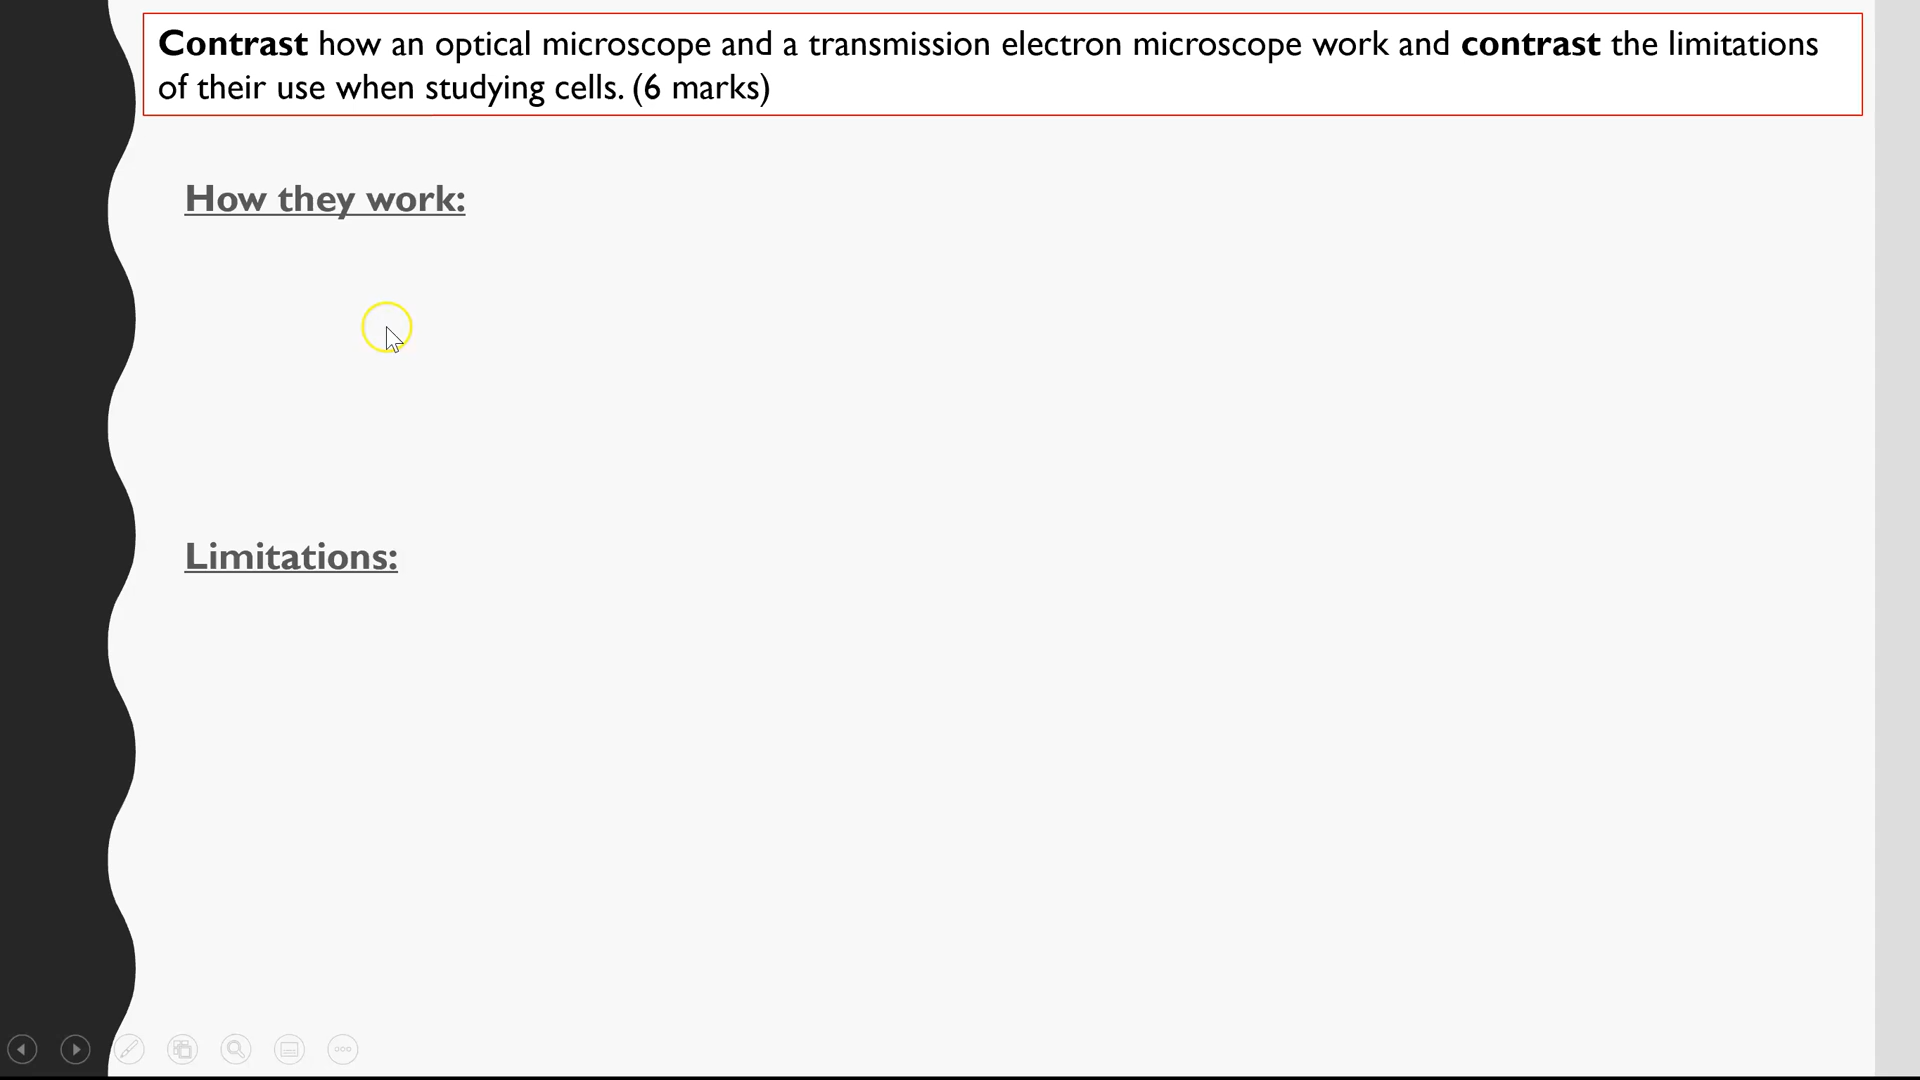 Contrast how an optical microscope and a transmission electron microscope work and contrast the limitations
of their use when studying cells. (6 marks)
How they work:
Limitations: